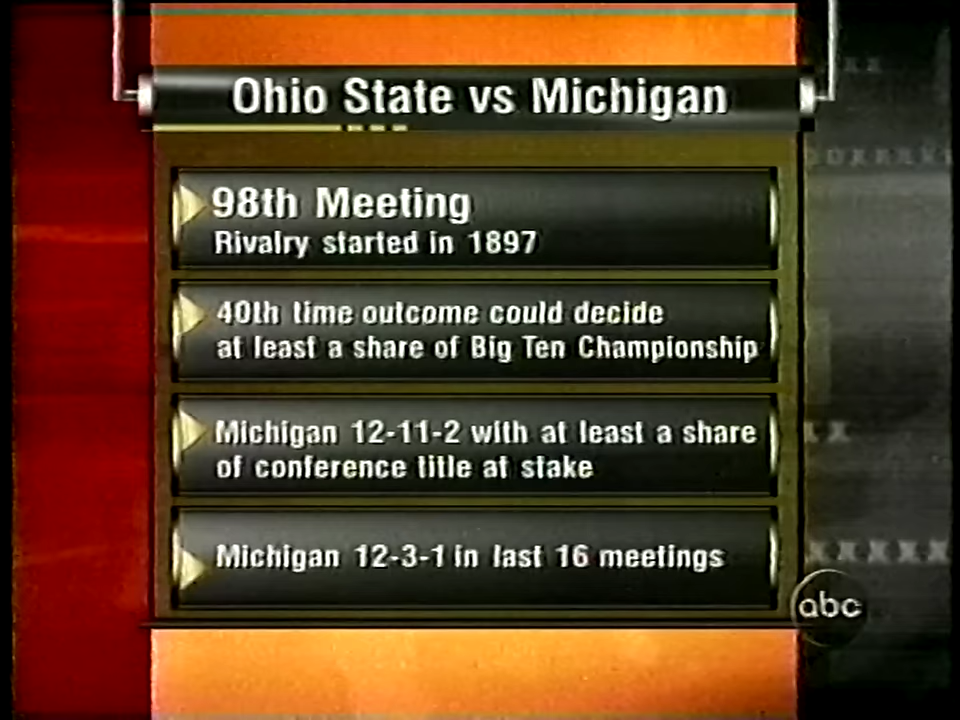 Ohio State vs Michigan
98th Meeting
Rivalry started in 1897
40th time outcome could decide
at least a share of Big Ten Championship
Michigan 12-11-2 with at least a share
of conference title at stake
Michigan 12-3-1 in last 16 meetings
abc